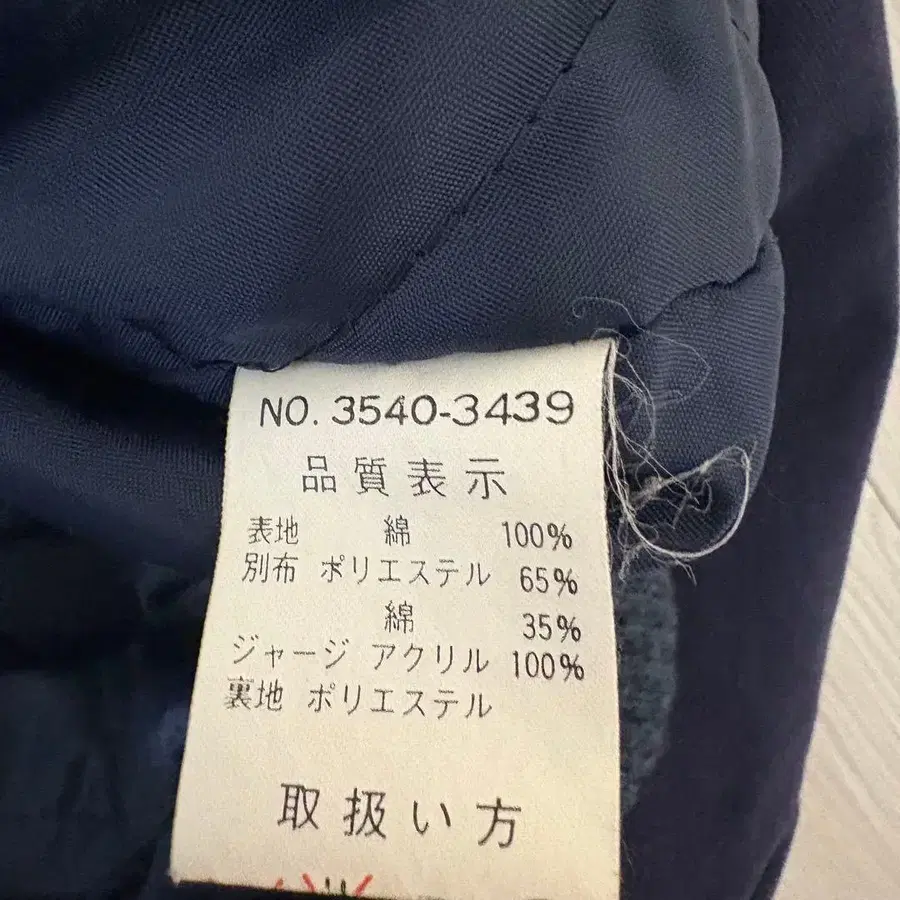 NO. 3540-3439
品質表示
表地 綿 100%
別布 ポリエステル 65%
綿 35%
ジャージ アクリル 100%
裏地 ポリエステル
取扱い方